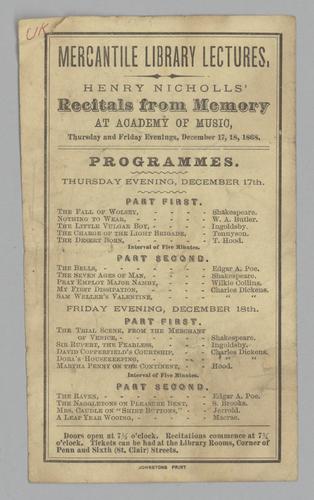 UK
MERCANTILE LIBRARY LECTURES,
HENRY NICHOLLS'
Recitals from Memory
AT ACADEMY OF MUSIC,
Thursday and Friday Evenings, December 17, 18, 1868.
PROGRAMMES.
THURSDAY EVENING, DECEMBER 17th.
PART FIRST.
THE FALL OF WOLSEY, - - - - Shakespeare.
NOTHING TO WEAR, - - - - W. A. Butler.
THE LITTLE VULGAR BOY, - - - - Ingoldsby.
THE CHARGE OF THE LIGHT BRIGADE, - - - Tennyson.
THE DESERT BORN, - - - - T. Hood.
Interval of Five Minutes.
PART SECOND.
THE BELLS, - - - - Edgar A. Poe.
THE SEVEN AGES OF MAN, - - - - Shakespeare.
PRAY EMPLOY MAJOR NAMBY, - - - Wilkie Collins.
MY FIRST DISSIPATION, - - - - Charles Dickens.
SAM WELLER'S VALENTINE, - - - " "
FRIDAY EVENING, DECEMBER 18th.
PART FIRST.
THE TRIAL SCENE, FROM THE MERCHANT
OF VENICE, - - - - Shakespeare.
SIR RUPERT, THE FEARLESS, - - - Ingoldsby.
DAVID COPPERFIELD'S COURTSHIP, - - - Charles Dickens.
DORA'S HOUSEKEEPING, - - - " "
MARTHA PENNY ON THE CONTINENT, - - Hood.
Interval of Five Minutes.
PART SECOND.
THE RAVEN, - - - - Edgar A. Poe.
THE NAGGLETONS ON PLEASURE BENT, - - S. Brooks.
MRS. CAUDLE ON "SHIRT BUTTONS," - - Jerrold.
A LEAP YEAR WOOING, - - - - Macrae.
Doors open at 7¼ o'clock. Recitations commence at 7¾
o'clock. Tickets can be had at the Library Rooms, Corner of
Penn and Sixth (St. Clair) Streets.
JOHNSTONS PRINT